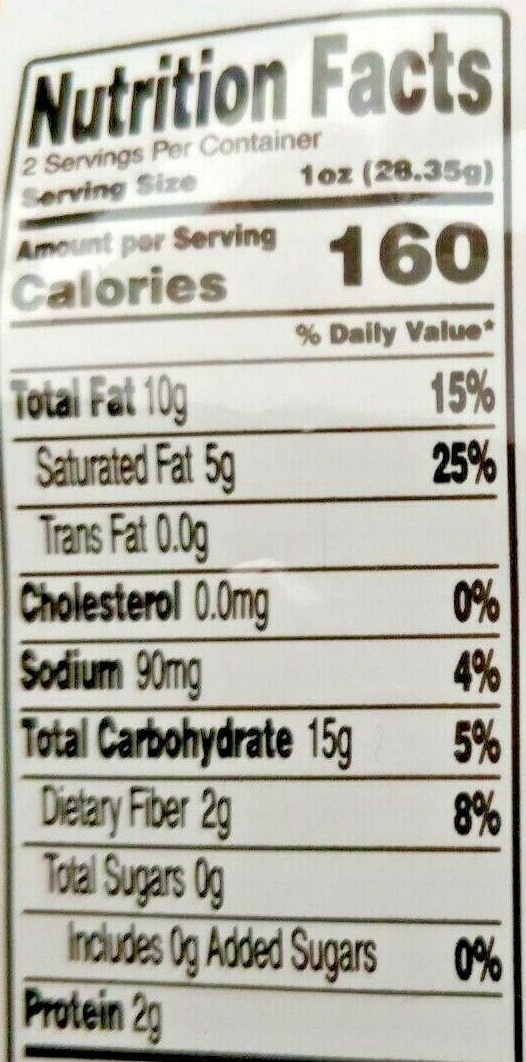 Nutrition Facts
2 Servings Per Container
Serving Size 1oz (28.35g)
Amount per Serving
Calories 160
% Daily Value*
Total Fat 10g 15%
Saturated Fat 5g 25%
Trans Fat 0.0g
Cholesterol 0.0mg 0%
Sodium 90mg 4%
Total Carbohydrate 15g 5%
Dietary Fiber 2g 8%
Total Sugars 0g
Includes 0g Added Sugars 0%
Protein 2g